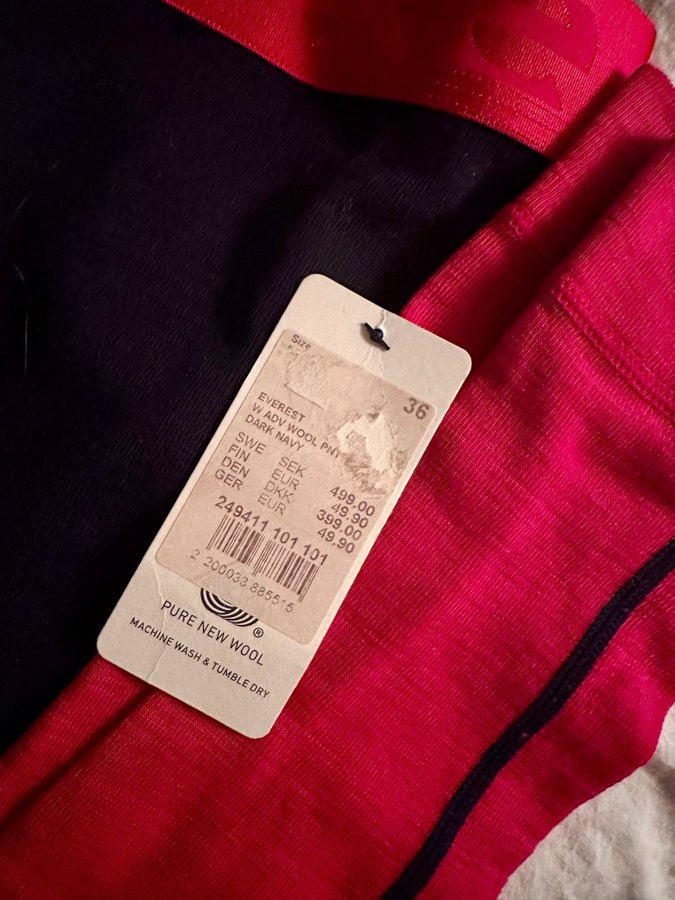 Size
36
EVEREST
W ADV WOOL PNT
DARK NAVY
SWE SEK 499.00
FIN EUR 49.90
DEN DKK 399.00
GER EUR 49.90
249411 101 101
2 200033 885515
®
PURE NEW WOOL
MACHINE WASH & TUMBLE DRY